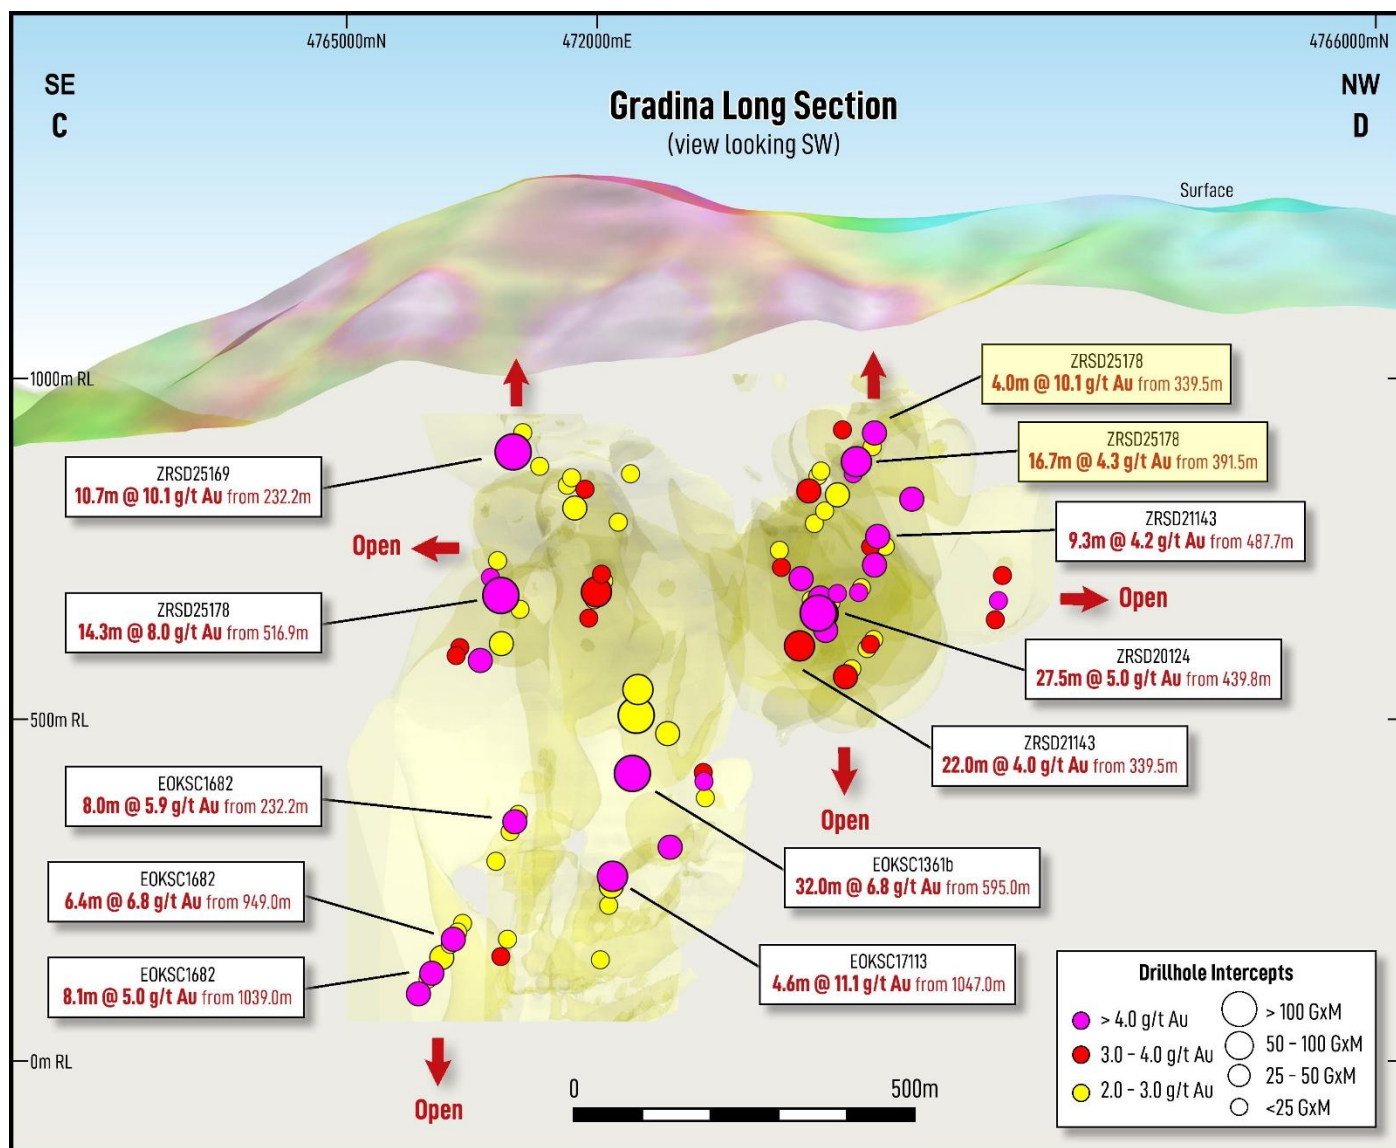 4765000mN
472000mE
4766000mN
SE
C
NW
D
Gradina Long Section
(view looking SW)
Surface
1000m RL
ZRSD25178
4.0m @ 10.1 g/t Au from 339.5m
ZRSD25178
16.7m @ 4.3 g/t Au from 391.5m
ZRSD25169
10.7m @ 10.1 g/t Au from 232.2m
ZRSD21143
9.3m @ 4.2 g/t Au from 487.7m
Open
Open
ZRSD25178
14.3m @ 8.0 g/t Au from 516.9m
ZRSD20124
27.5m @ 5.0 g/t Au from 439.8m
500m RL
ZRSD21143
22.0m @ 4.0 g/t Au from 339.5m
EOKSC1682
8.0m @ 5.9 g/t Au from 232.2m
Open
EOKSC1361b
32.0m @ 6.8 g/t Au from 595.0m
EOKSC1682
6.4m @ 6.8 g/t Au from 949.0m
EOKSC17113
4.6m @ 11.1 g/t Au from 1047.0m
EOKSC1682
8.1m @ 5.0 g/t Au from 1039.0m
0m RL
Open
0
500m
Drillhole Intercepts
> 4.0 g/t Au
3.0 - 4.0 g/t Au
2.0 - 3.0 g/t Au
> 100 GxM
50 - 100 GxM
25 - 50 GxM
<25 GxM